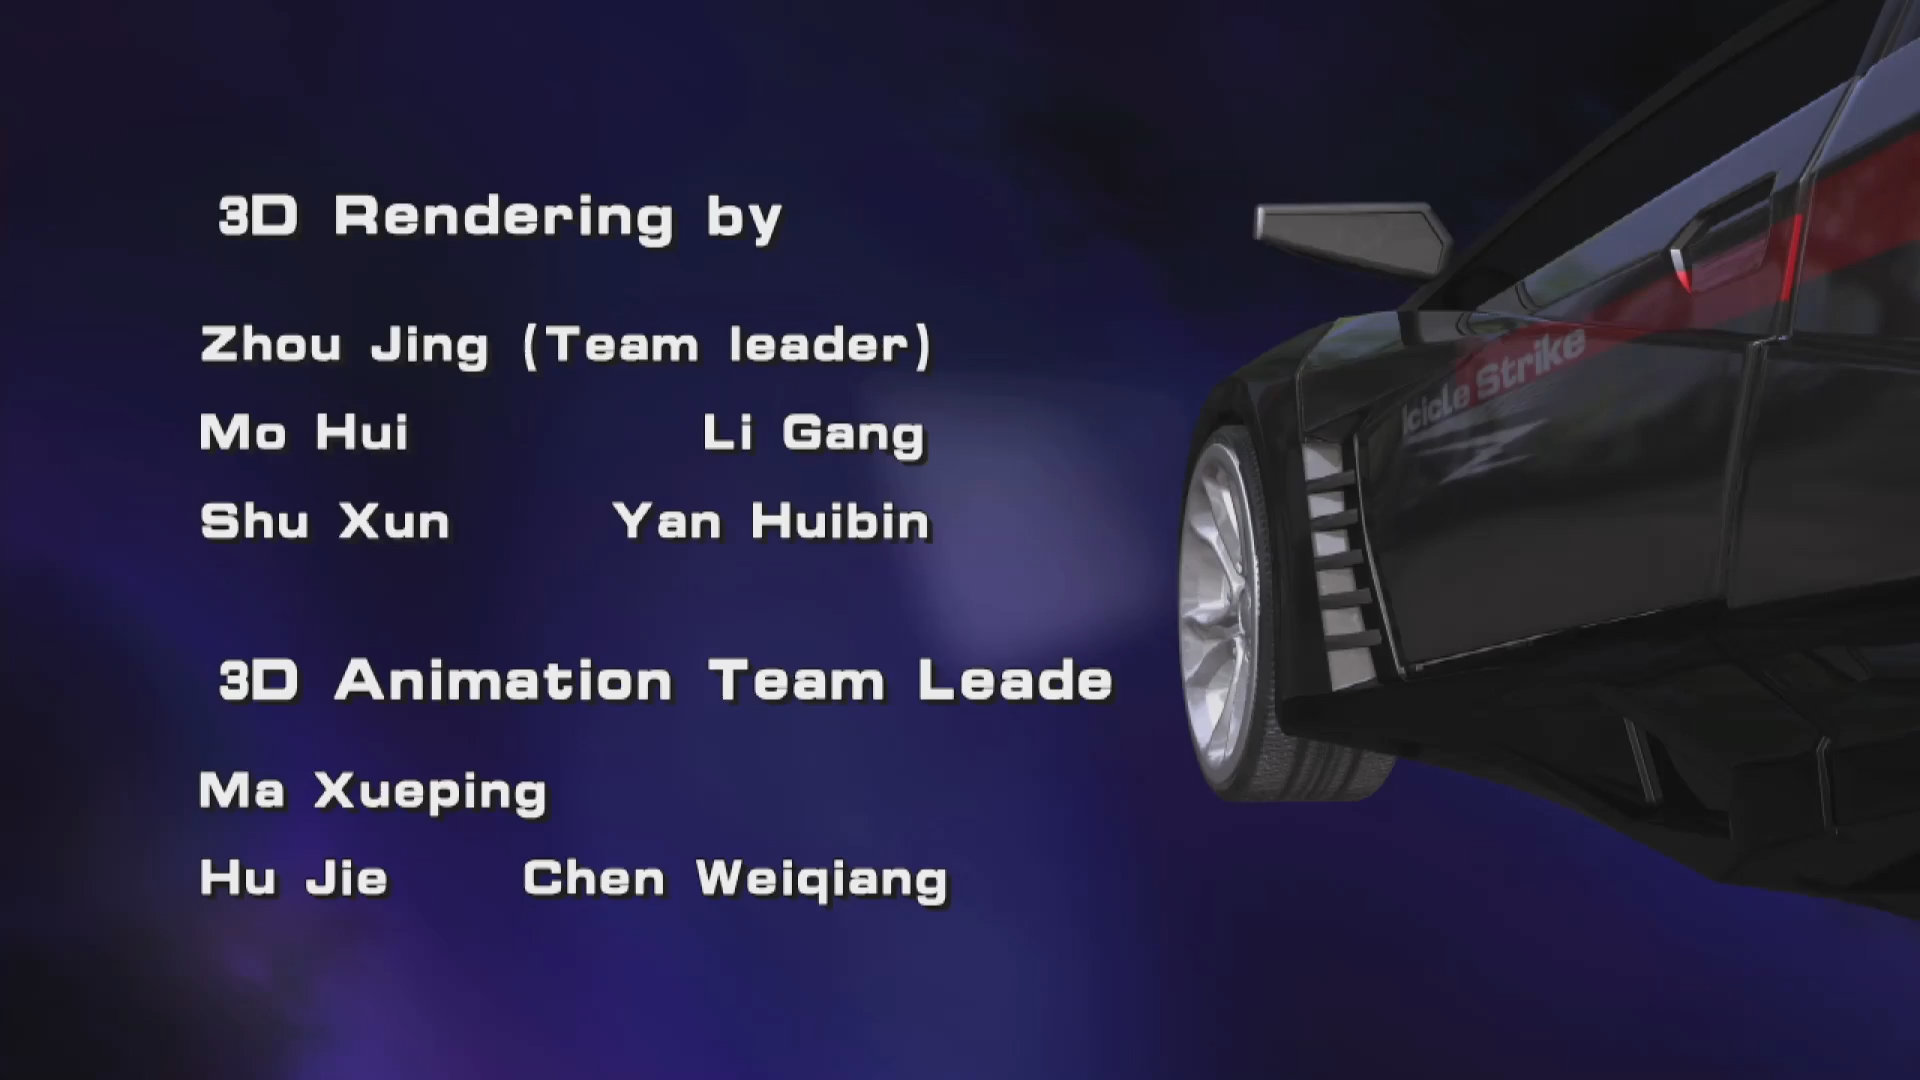 3D Rendering by
Zhou Jing (Team leader)
Mo Hui Li Gang
Shu Xun Yan Huibin
3D Animation Team Leade
Ma Xueping
Hu Jie Chen Weiqiang
Icicle Strike